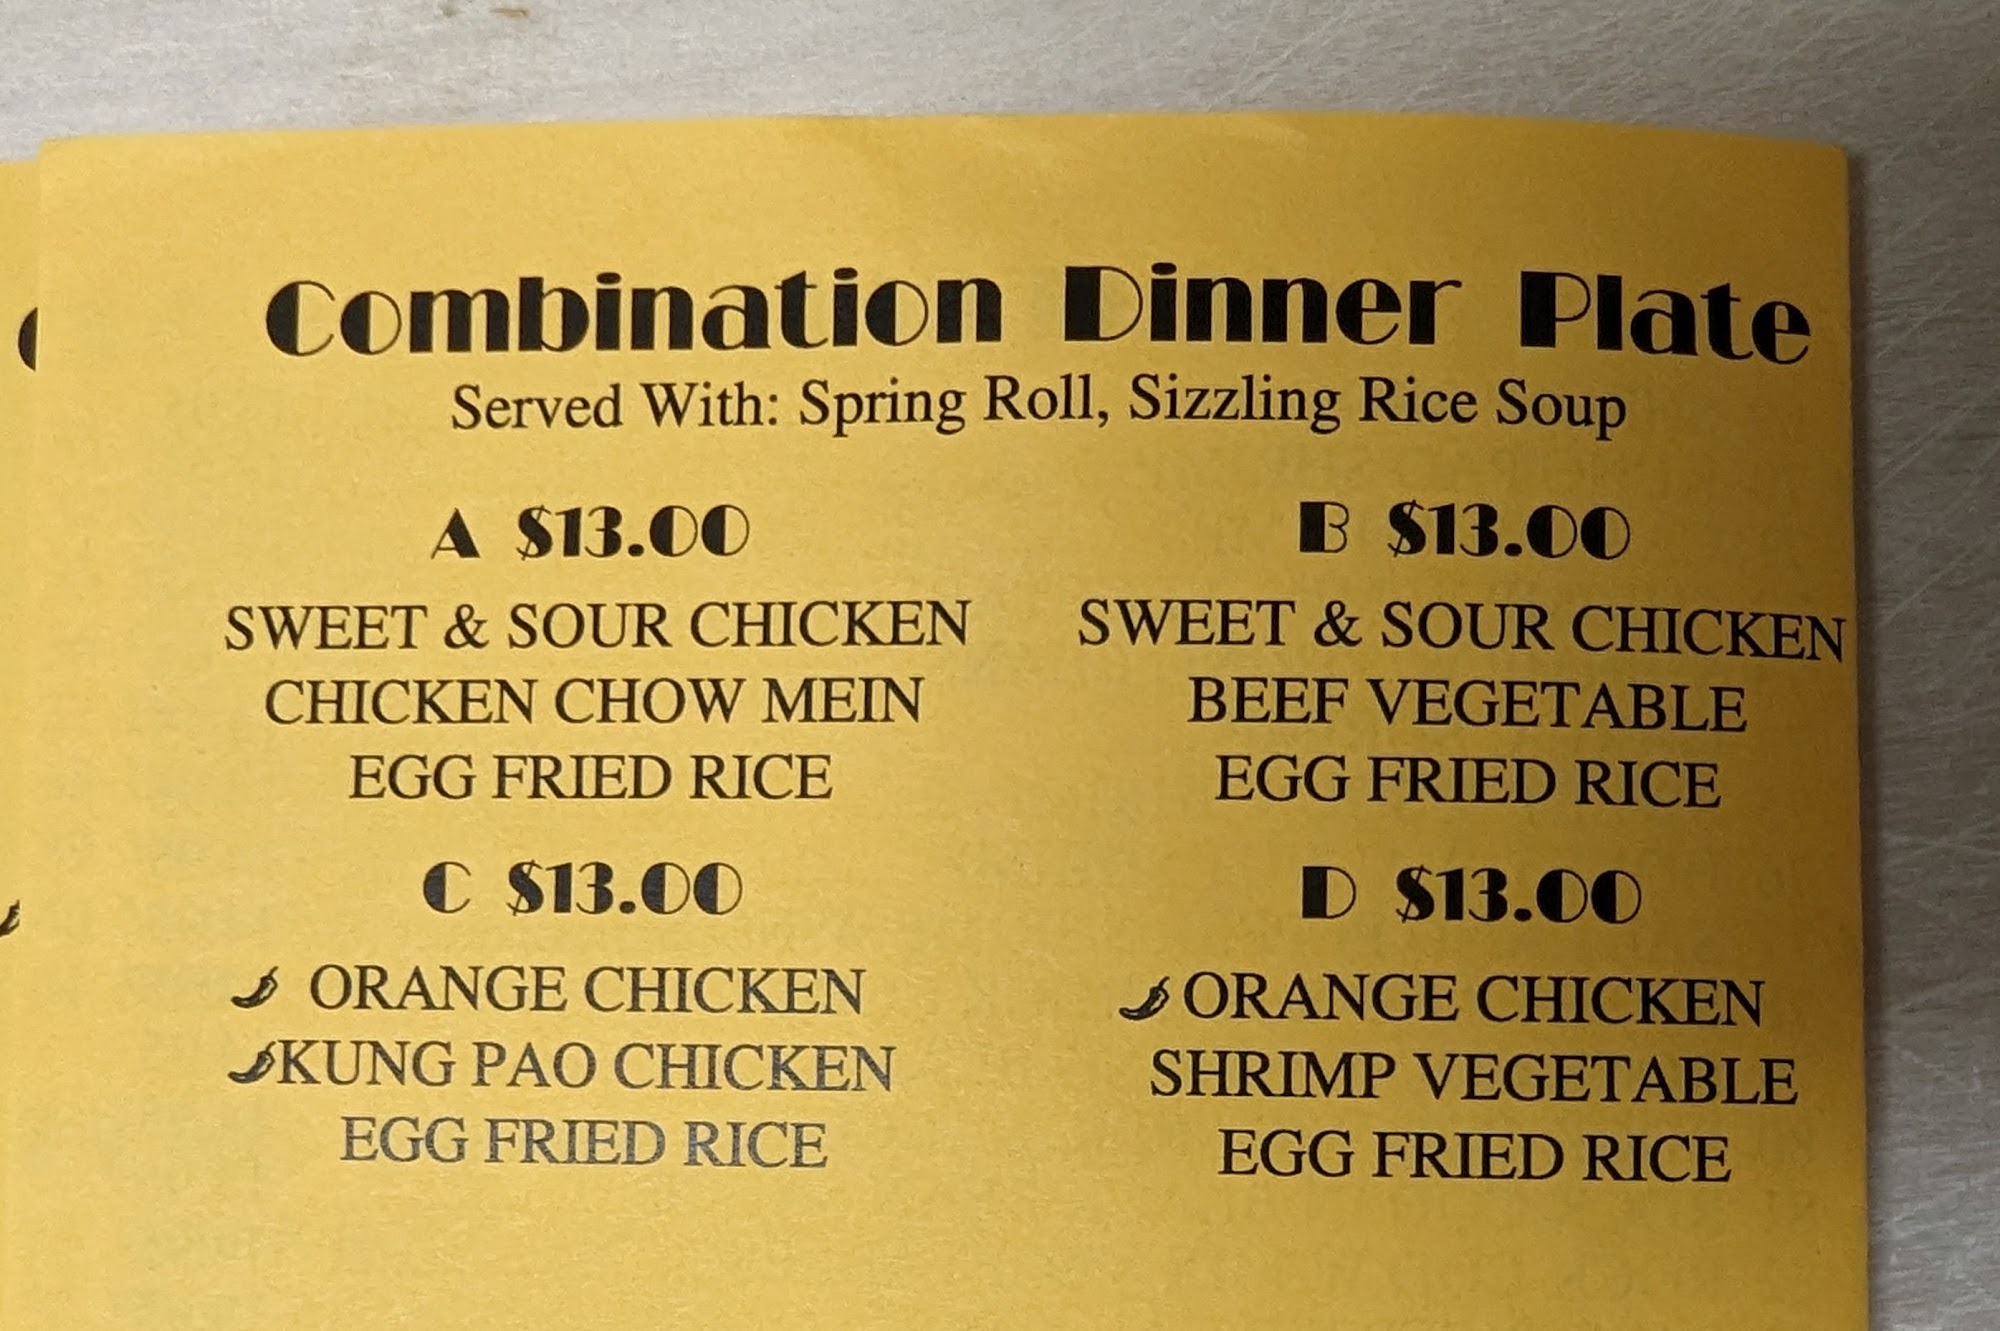 Combination Dinner Plate
Served With: Spring Roll, Sizzling Rice Soup
A $13.00
SWEET & SOUR CHICKEN
CHICKEN CHOW MEIN
EGG FRIED RICE
B $13.00
SWEET & SOUR CHICKEN
BEEF VEGETABLE
EGG FRIED RICE
C $13.00
ORANGE CHICKEN
KUNG PAO CHICKEN
EGG FRIED RICE
D $13.00
ORANGE CHICKEN
SHRIMP VEGETABLE
EGG FRIED RICE